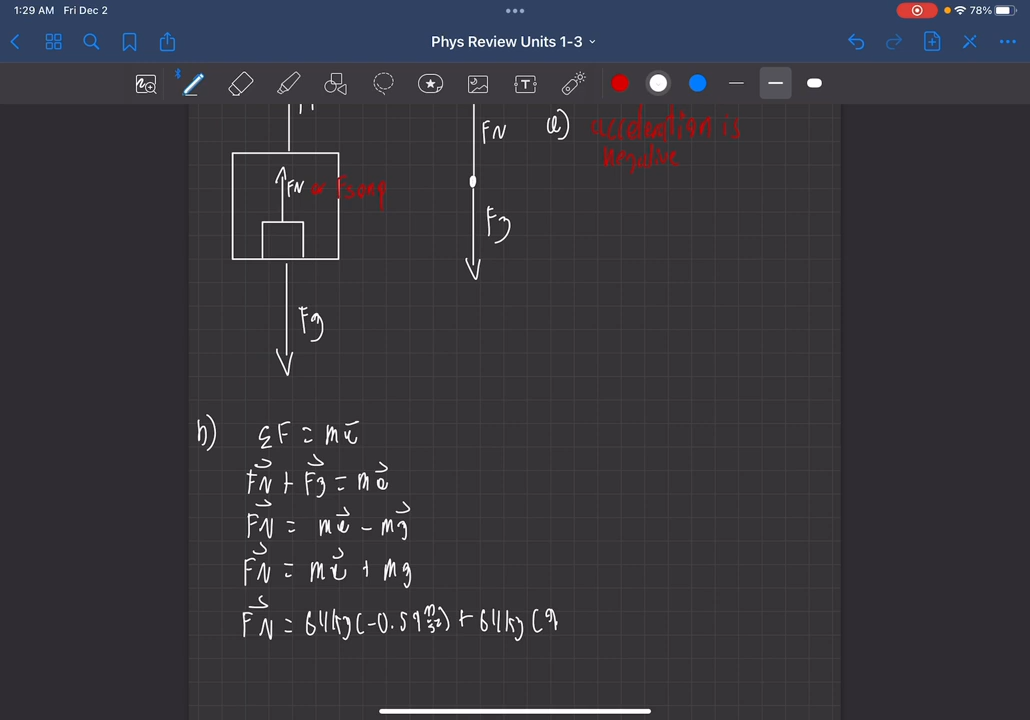 1:29 AM Fri Dec 2
78%
Phys Review Units 1-3
FN
a) acceleration is
negative
FN or Fscale
Fg
Fg
b) ΣF = ma
FN + Fg = ma
FN = ma - mg
FN = ma + mg
FN = 64kg(-0.59 m/s²) + 64kg(9